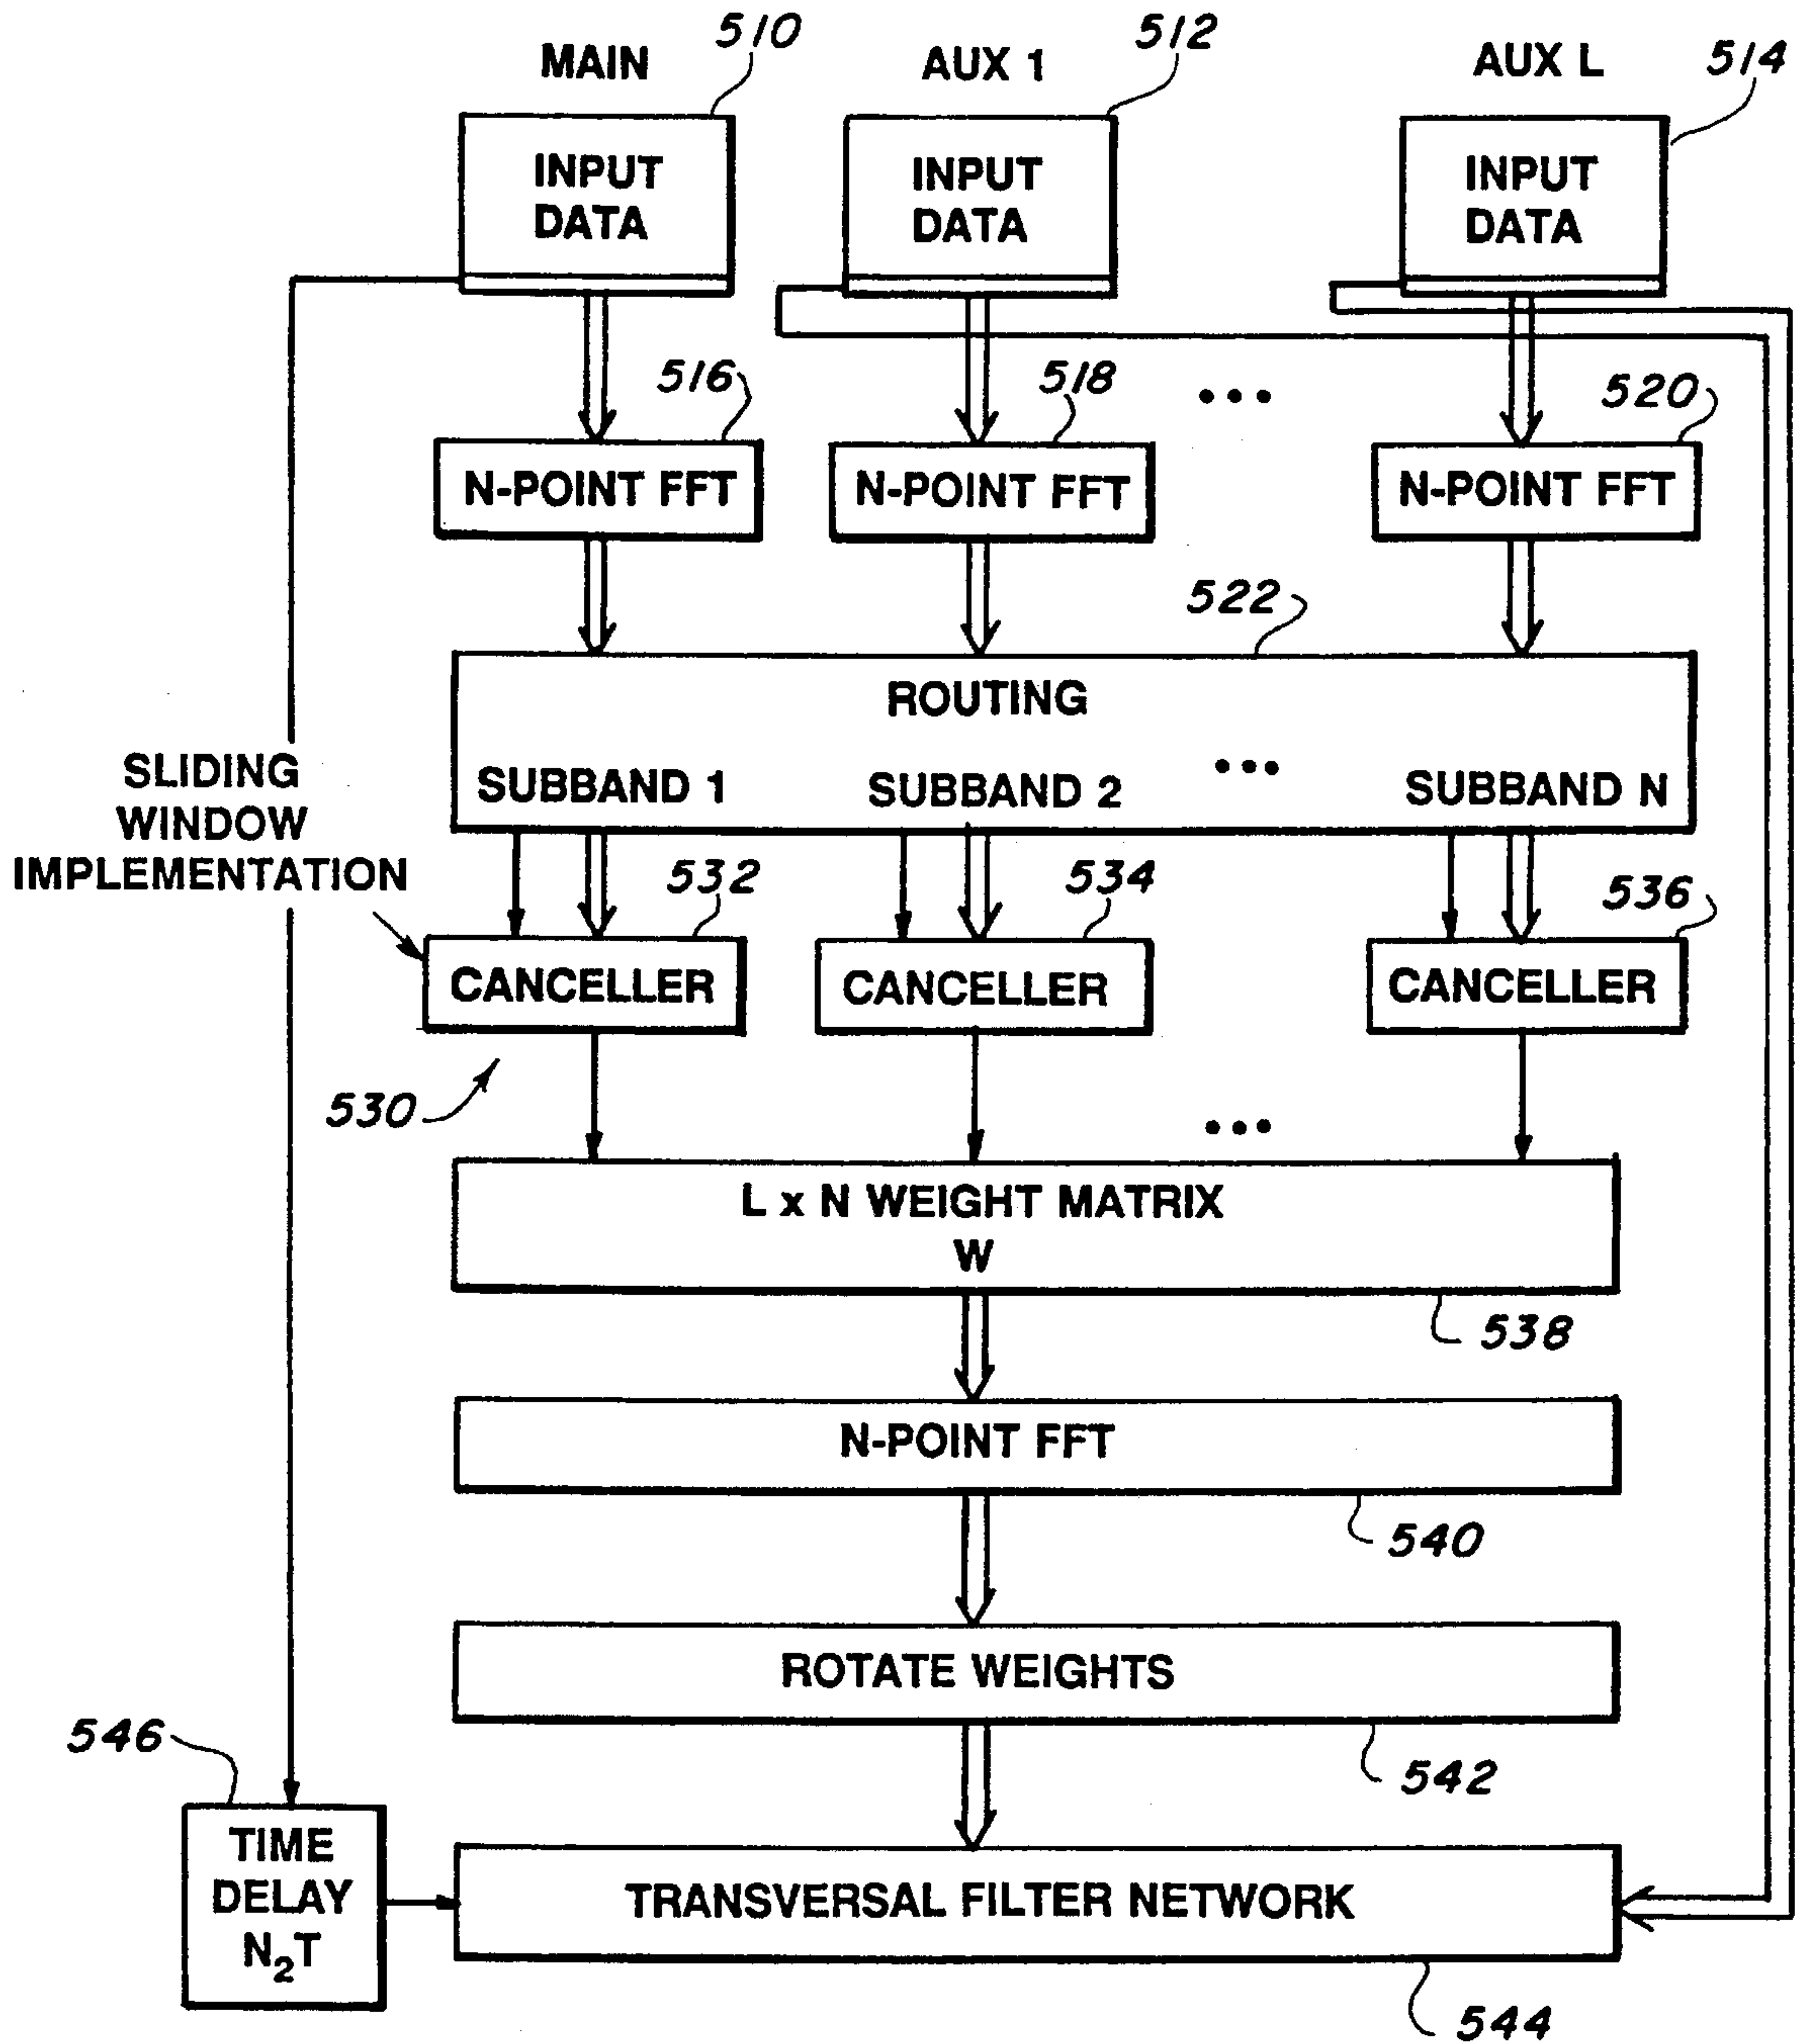 510
512
514
MAIN
AUX 1
AUX L
INPUT
DATA
INPUT
DATA
INPUT
DATA
516
518
...
520
N-POINT FFT
N-POINT FFT
N-POINT FFT
522
ROUTING
SUBBAND 1
SUBBAND 2
...
SUBBAND N
SLIDING
WINDOW
IMPLEMENTATION
532
534
536
CANCELLER
CANCELLER
CANCELLER
530
...
L x N WEIGHT MATRIX
W
538
N-POINT FFT
540
ROTATE WEIGHTS
542
546
TIME
DELAY
N₂T
TRANSVERSAL FILTER NETWORK
544